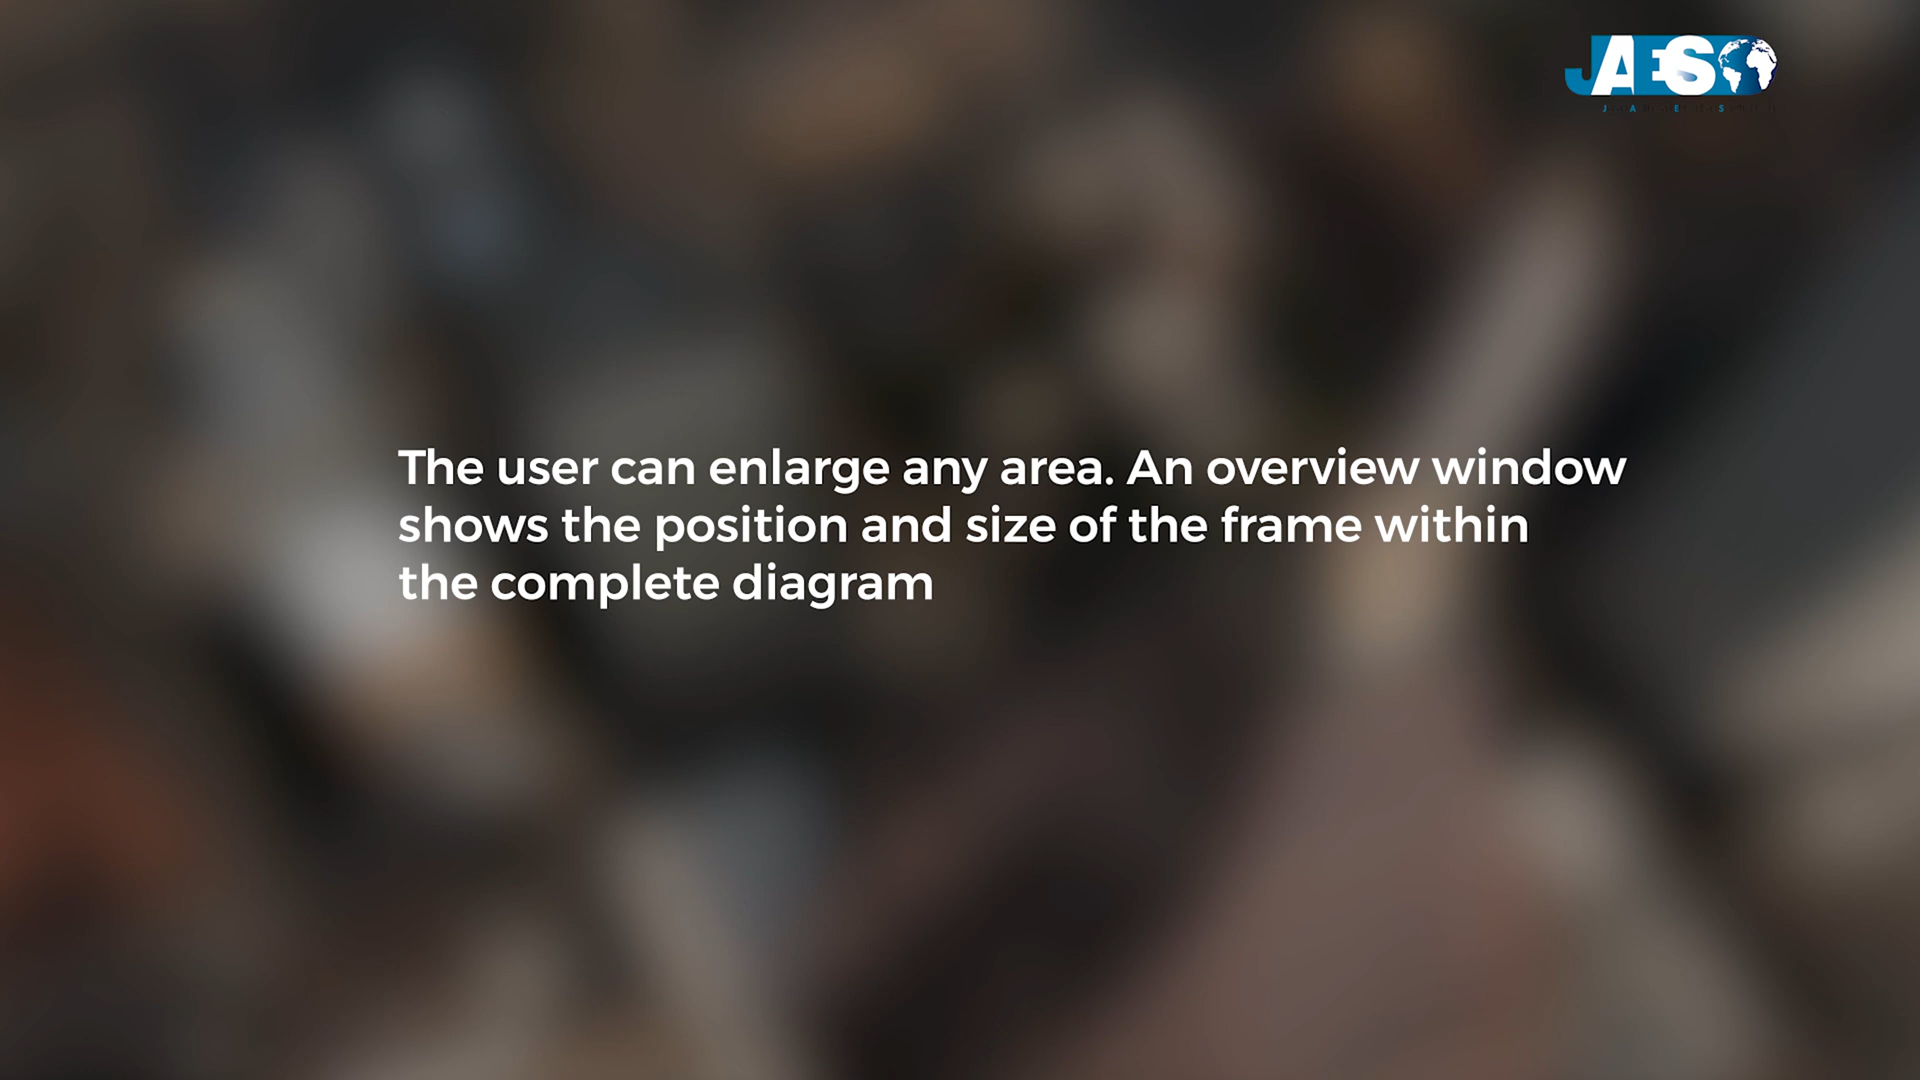 JAES
The user can enlarge any area. An overview window
shows the position and size of the frame within
the complete diagram